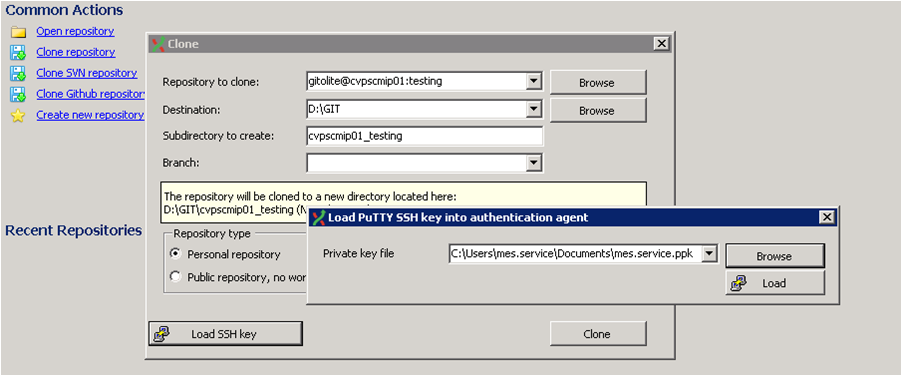 Common Actions
Open repository
Clone repository
Clone SVN repository
Clone Github repositor
Create new repository
Recent Repositories
Clone
Repository to clone:
gitolite@cvpscmip01:testing
Browse
Destination:
D:\GIT
Browse
Subdirectory to create:
cvpscmip01_testing
Branch:
The repository will be cloned to a new directory located here:
D:\GIT\cvpscmip01_testing
Repository type
Personal repository
Public repository, no wor
Load SSH key
Clone
Load PuTTY SSH key into authentication agent
Private key file
C:\Users\mes.service\Documents\mes.service.ppk
Browse
Load